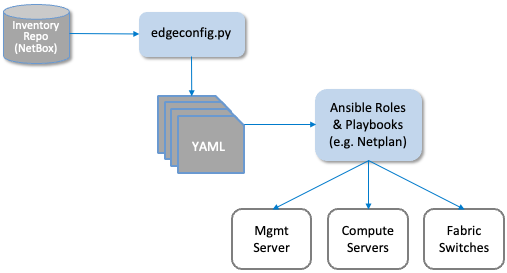 Inventory
Repo
(NetBox)
edgeconfig.py
YAML
Ansible Roles
& Playbooks
(e.g. Netplan)
Mgmt
Server
Compute
Servers
Fabric
Switches